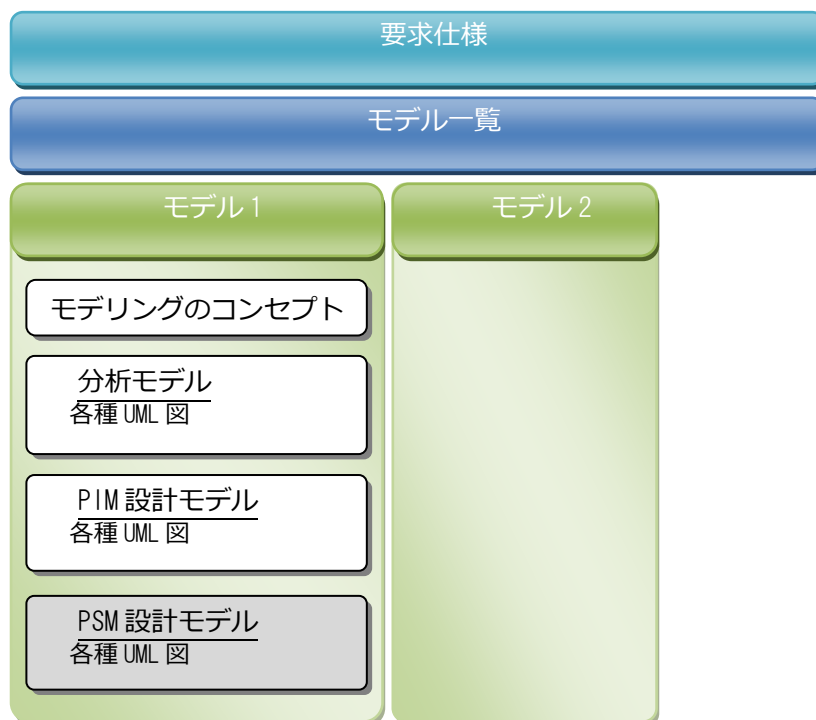 要求仕様
モデル一覧
モデル1
モデル2
モデリングのコンセプト
分析モデル
各種UML図
PIM設計モデル
各種UML図
PSM設計モデル
各種UML図